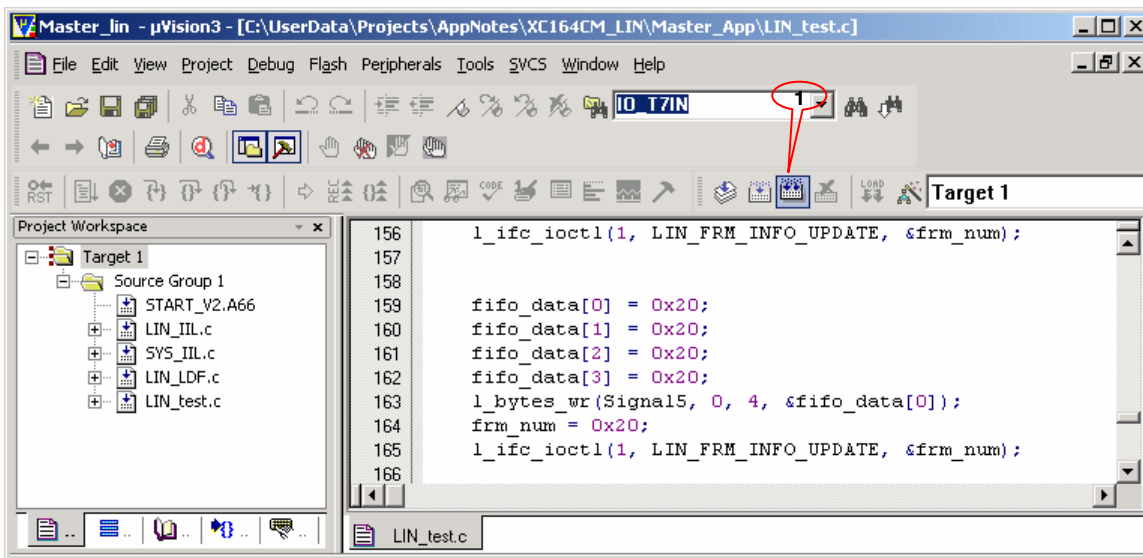 Master_lin - µVision3 - [C:\UserData\Projects\AppNotes\XC164CM_LIN\Master_App\LIN_test.c]
File Edit View Project Debug Flash Peripherals Tools SVCS Window Help
IO_T7IN
1
RST
CODE
LOAD
Target 1
Project Workspace
Target 1
Source Group 1
START_V2.A66
LIN_IIL.c
SYS_IIL.c
LIN_LDF.c
LIN_test.c
156 l_ifc_ioctl(1, LIN_FRM_INFO_UPDATE, &frm_num);
157
158
159 fifo_data[0] = 0x20;
160 fifo_data[1] = 0x20;
161 fifo_data[2] = 0x20;
162 fifo_data[3] = 0x20;
163 l_bytes_wr(Signal5, 0, 4, &fifo_data[0]);
164 frm_num = 0x20;
165 l_ifc_ioctl(1, LIN_FRM_INFO_UPDATE, &frm_num);
166
.. .. .. .. ..
LIN_test.c